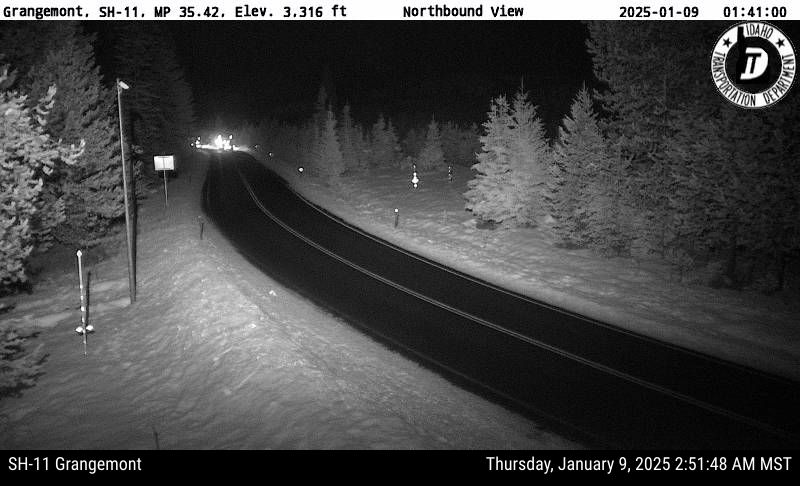 Grangemont, SH-11, MP 35.42, Elev. 3,316 ft Northbound View 2025-01-09 01:41:00
IDAHO
TRANSPORTATION DEPARTMENT
SH-11 Grangemont Thursday, January 9, 2025 2:51:48 AM MST